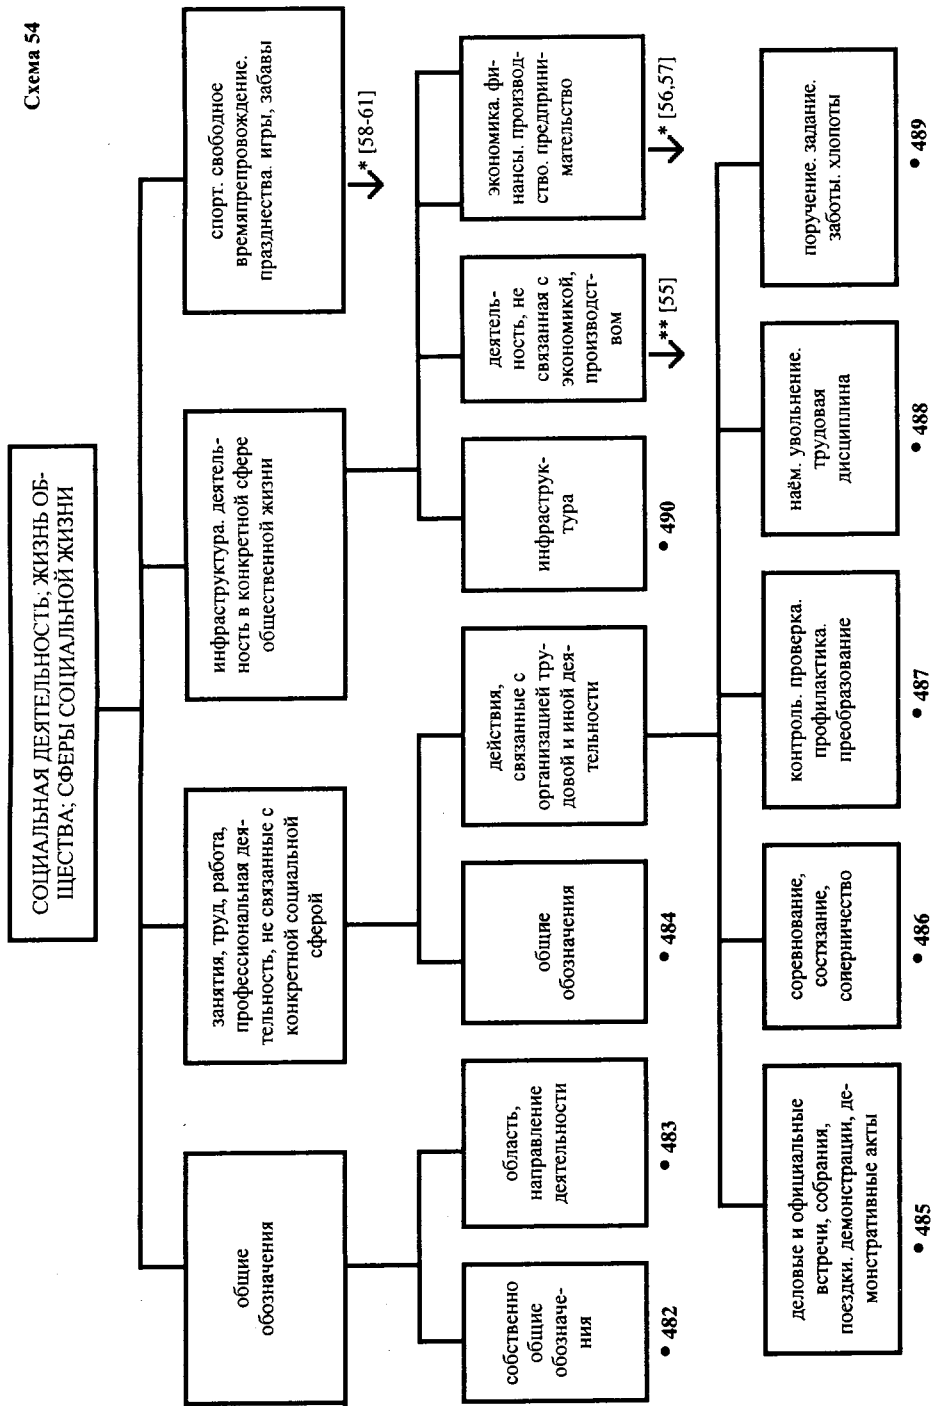 Схема 54
СОЦИАЛЬНАЯ ДЕЯТЕЛЬНОСТЬ; ЖИЗНЬ ОБ-
ЩЕСТВА; СФЕРЫ СОЦИАЛЬНОЙ ЖИЗНИ
общие
обозначения
занятия, труд, работа,
профессиональная дея-
тельность, не связанные с
конкретной социальной
сферой
инфраструктура. деятель-
ность в конкретной сфере
общественной жизни
спорт. свободное
времяпрепровождение.
празднества. игры, забавы
* [58-61]
собственно
общие
обозначе-
ния
• 482
область,
направление
деятельности
• 483
общие
обозначения
• 484
действия,
связанные с
организацией тру-
довой и иной дея-
тельности
инфраструк-
тура
• 490
деятель-
ность, не
связанная с
экономикой,
производст-
вом
** [55]
экономика. фи-
нансы. производ-
ство. предприни-
мательство
* [56,57]
деловые и официальные
встречи, собрания,
поездки. демонстрации, де-
монстративные акты
• 485
соревнование,
состязание,
соперничество
• 486
контроль. проверка.
профилактика.
преобразование
• 487
наём. увольнение.
трудовая
дисциплина
• 488
поручение. задание.
заботы. хлопоты
• 489